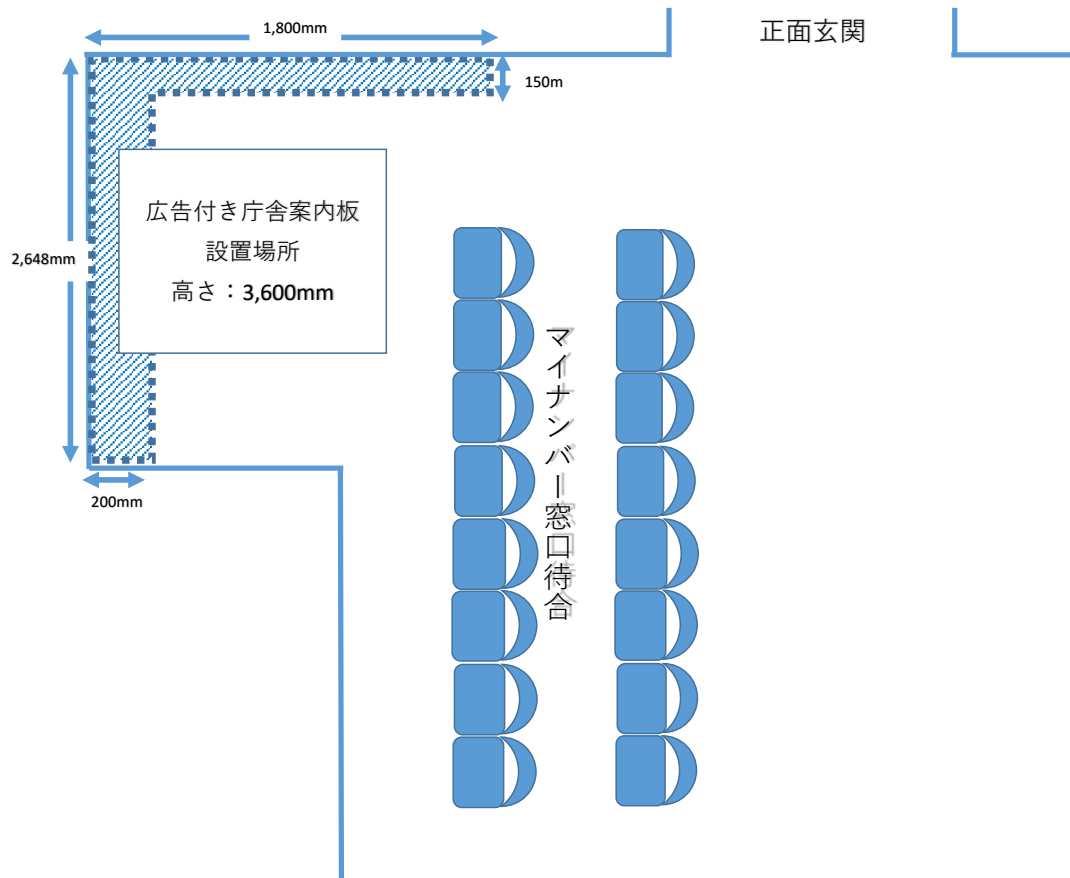 正面玄関
1,800mm
150m
広告付き庁舎案内板
設置場所
高さ：3,600mm
2,648mm
200mm
マイナンバー窓口待合